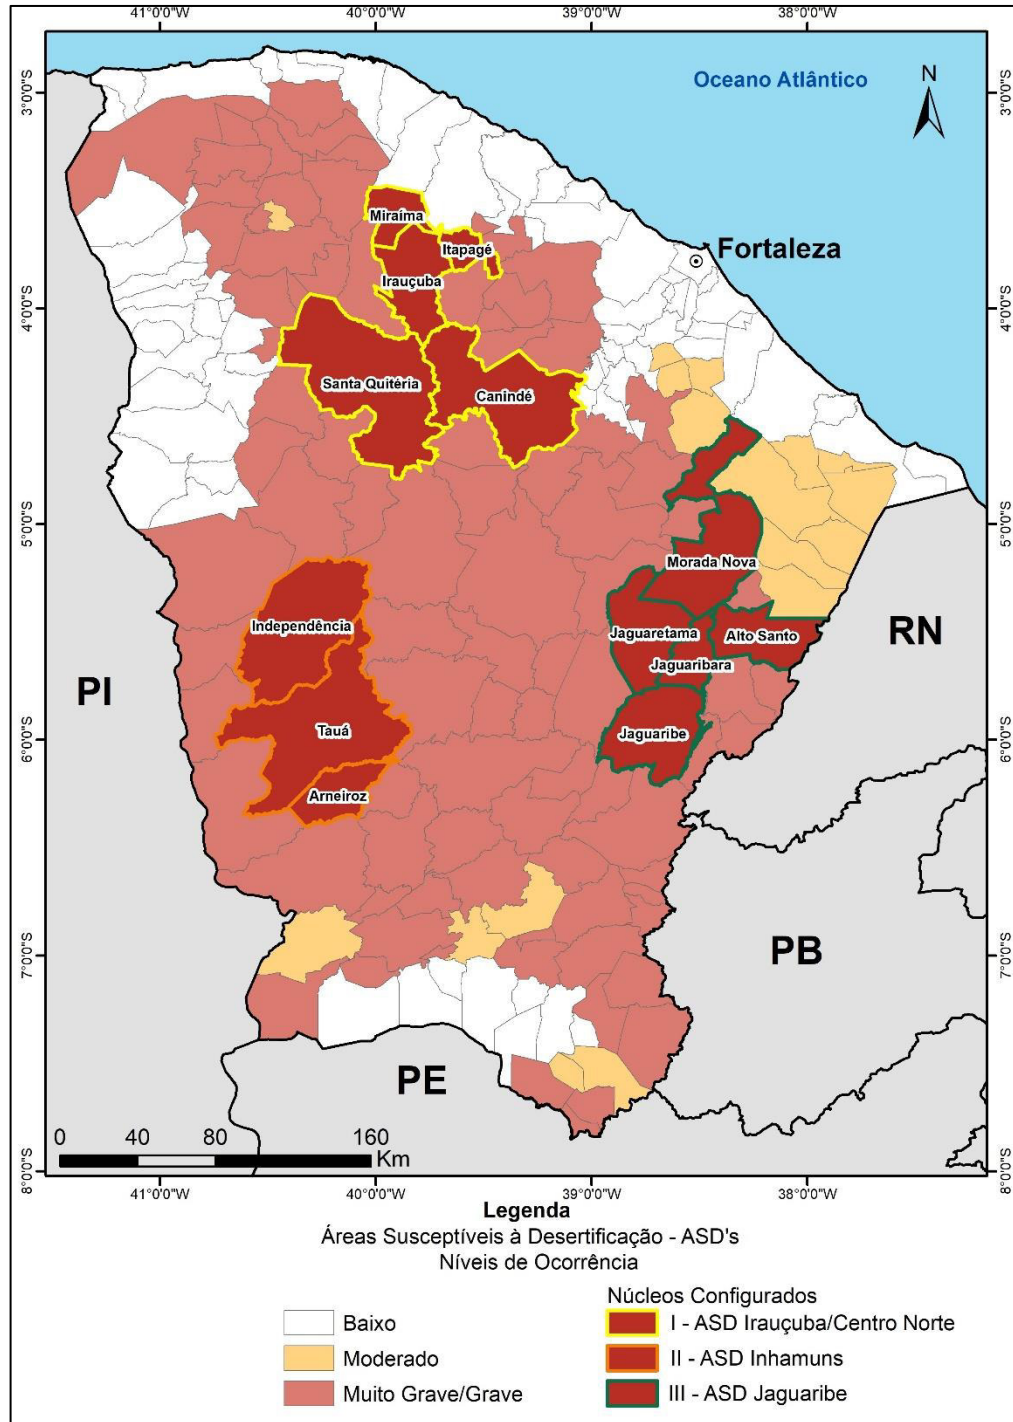 41°0'0"W 40°0'0"W 39°0'0"W 38°0'0"W
Oceano Atlântico
N
3°0'0"S 3°0'0"S
Miraíma
Itapagé
Fortaleza
Irauçuba
4°0'0"S 4°0'0"S
Santa Quitéria
Canindé
5°0'0"S 5°0'0"S
Morada Nova
Independência
Jaguaretama
Alto Santo
RN
Jaguaribara
PI
Tauá
Jaguaribe
6°0'0"S 6°0'0"S
Arneiroz
PB
7°0'0"S 7°0'0"S
PE
0 40 80 160
Km
8°0'0"S 8°0'0"S
41°0'0"W 40°0'0"W 39°0'0"W 38°0'0"W
Legenda
Áreas Susceptíveis à Desertificação - ASD's
Níveis de Ocorrência
Baixo
Moderado
Muito Grave/Grave
Núcleos Configurados
I - ASD Irauçuba/Centro Norte
II - ASD Inhamuns
III - ASD Jaguaribe